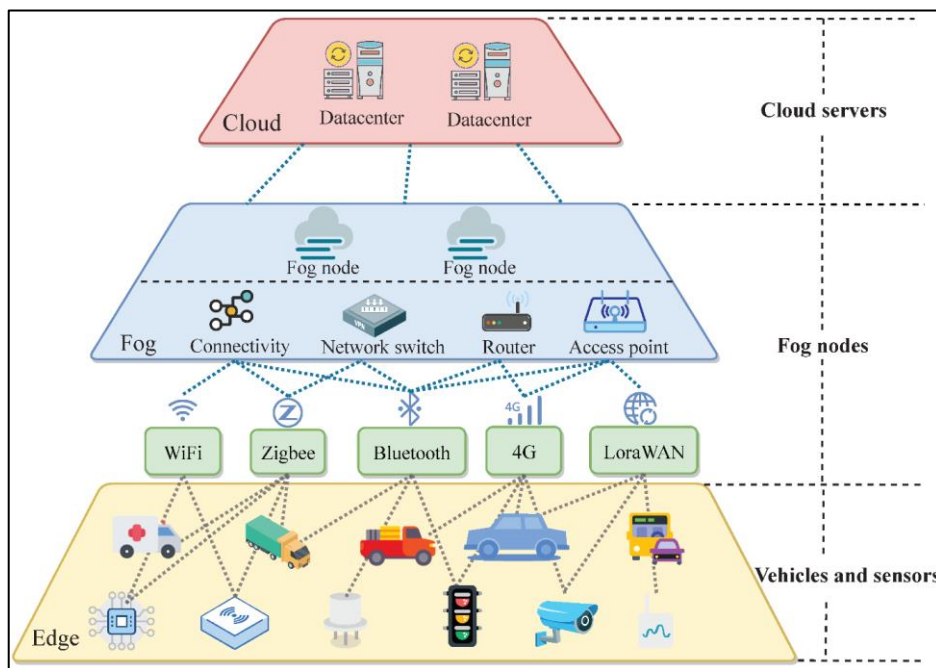 Datacenter
Datacenter
Cloud
Cloud servers
Fog node
Fog node
VPN
Connectivity
Network switch
Router
Access point
Fog
Fog nodes
4G
WiFi
Zigbee
Bluetooth
4G
LoraWAN
Vehicles and sensors
Edge